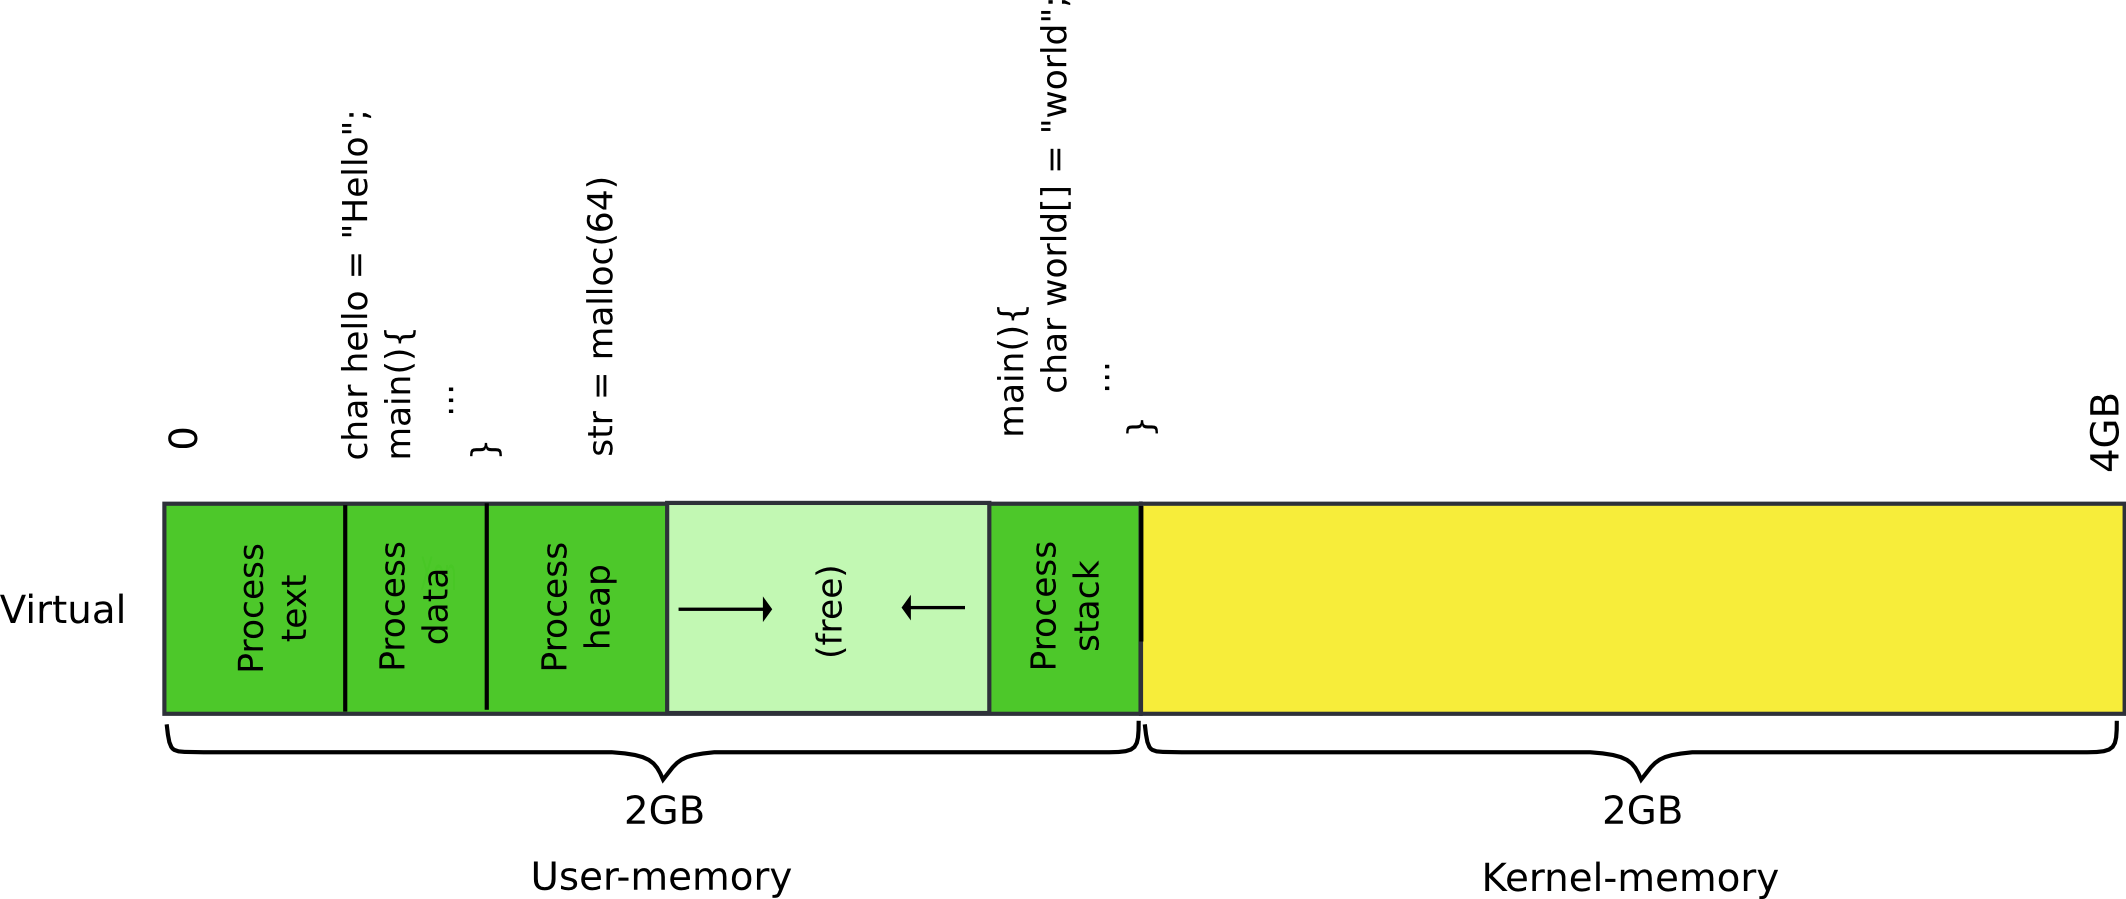 0
char hello = "Hello";
main(){
...
}
str = malloc(64)
main(){
char world[] = "world";
...
}
4GB
Virtual
Process
text
Process
data
Process
heap
(free)
Process
stack
2GB
2GB
User-memory
Kernel-memory